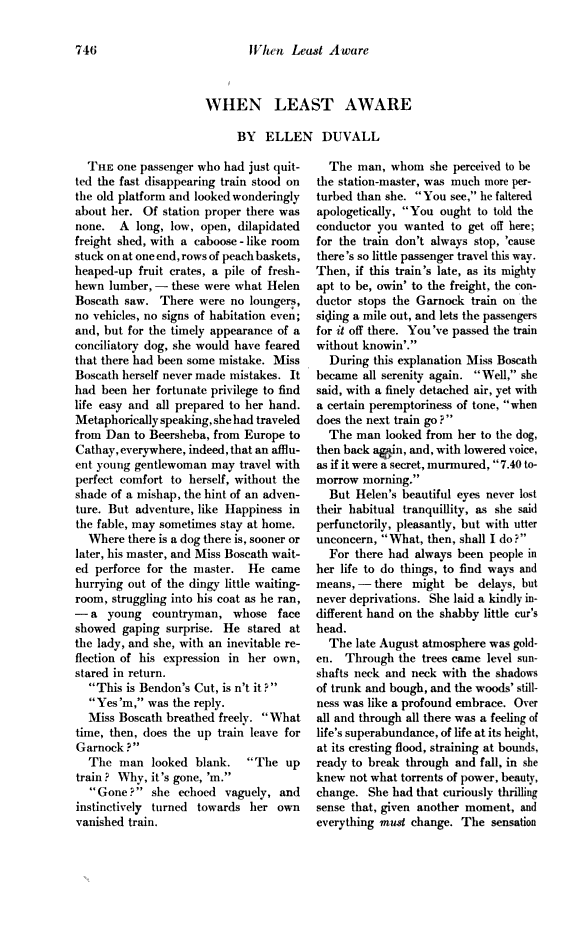 746
When Least Aware
WHEN LEAST AWARE
BY ELLEN DUVALL
THE one passenger who had just quit-
ted the fast disappearing train stood on
the old platform and looked wonderingly
about her. Of station proper there was
none. A long, low, open, dilapidated
freight shed, with a caboose-like room
stuck on at one end, rows of peach baskets,
heaped-up fruit crates, a pile of fresh-
hewn lumber, — these were what Helen
Boscath saw. There were no loungers,
no vehicles, no signs of habitation even;
and, but for the timely appearance of a
conciliatory dog, she would have feared
that there had been some mistake. Miss
Boscath herself never made mistakes. It
had been her fortunate privilege to find
life easy and all prepared to her hand.
Metaphorically speaking, she had traveled
from Dan to Beersheba, from Europe to
Cathay, everywhere, indeed, that an afflu-
ent young gentlewoman may travel with
perfect comfort to herself, without the
shade of a mishap, the hint of an adven-
ture. But adventure, like Happiness in
the fable, may sometimes stay at home.
Where there is a dog there is, sooner or
later, his master, and Miss Boscath wait-
ed perforce for the master. He came
hurrying out of the dingy little waiting-
room, struggling into his coat as he ran,
— a young countryman, whose face
showed gaping surprise. He stared at
the lady, and she, with an inevitable re-
flection of his expression in her own,
stared in return.
"This is Bendon's Cut, is n't it?"
"Yes'm," was the reply.
Miss Boscath breathed freely. "What
time, then, does the up train leave for
Garnock?"
The man looked blank. "The up
train? Why, it's gone, 'm."
"Gone?" she echoed vaguely, and
instinctively turned towards her own
vanished train.
The man, whom she perceived to be
the station-master, was much more per-
turbed than she. "You see," he faltered
apologetically, "You ought to told the
conductor you wanted to get off here;
for the train don't always stop, 'cause
there's so little passenger travel this way.
Then, if this train's late, as its mighty
apt to be, owin' to the freight, the con-
ductor stops the Garnock train on the
siding a mile out, and lets the passengers
for it off there. You've passed the train
without knowin'."
During this explanation Miss Boscath
became all serenity again. "Well," she
said, with a finely detached air, yet with
a certain peremptoriness of tone, "when
does the next train go?"
The man looked from her to the dog,
then back again, and, with lowered voice,
as if it were a secret, murmured, "7.40 to-
morrow morning."
But Helen's beautiful eyes never lost
their habitual tranquillity, as she said
perfunctorily, pleasantly, but with utter
unconcern, "What, then, shall I do?"
For there had always been people in
her life to do things, to find ways and
means, — there might be delays, but
never deprivations. She laid a kindly in-
different hand on the shabby little cur's
head.
The late August atmosphere was gold-
en. Through the trees came level sun-
shafts neck and neck with the shadows
of trunk and bough, and the woods' still-
ness was like a profound embrace. Over
all and through all there was a feeling of
life's superabundance, of life at its height,
at its cresting flood, straining at bounds,
ready to break through and fall, in she
knew not what torrents of power, beauty,
change. She had that curiously thrilling
sense that, given another moment, and
everything must change. The sensation